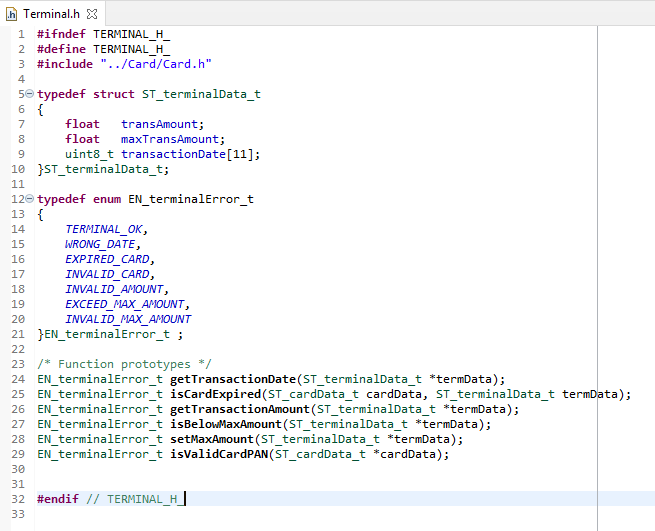 Terminal.h
1 #ifndef TERMINAL_H_
2 #define TERMINAL_H_
3 #include "../Card/Card.h"
4
5 typedef struct ST_terminalData_t
6 {
7 float transAmount;
8 float maxTransAmount;
9 uint8_t transactionDate[11];
10 }ST_terminalData_t;
11
12 typedef enum EN_terminalError_t
13 {
14 TERMINAL_OK,
15 WRONG_DATE,
16 EXPIRED_CARD,
17 INVALID_CARD,
18 INVALID_AMOUNT,
19 EXCEED_MAX_AMOUNT,
20 INVALID_MAX_AMOUNT
21 }EN_terminalError_t ;
22
23 /* Function prototypes */
24 EN_terminalError_t getTransactionDate(ST_terminalData_t *termData);
25 EN_terminalError_t isCardExpired(ST_cardData_t cardData, ST_terminalData_t termData);
26 EN_terminalError_t getTransactionAmount(ST_terminalData_t *termData);
27 EN_terminalError_t isBelowMaxAmount(ST_terminalData_t *termData);
28 EN_terminalError_t setMaxAmount(ST_terminalData_t *termData);
29 EN_terminalError_t isValidCardPAN(ST_cardData_t *cardData);
30
31
32 #endif // TERMINAL_H_
33